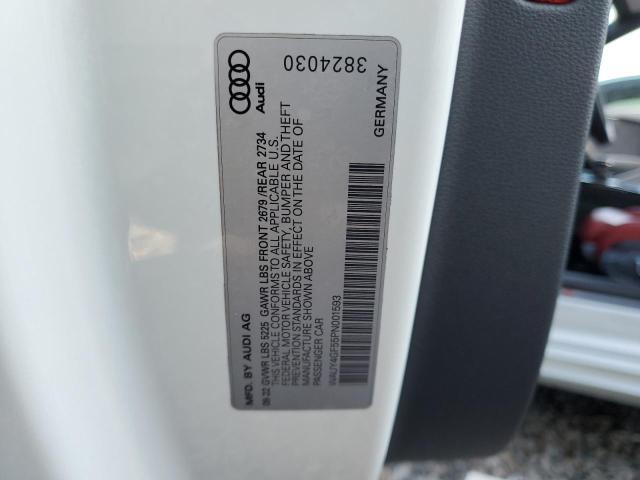 MFD. BY AUDI AG
08-22 GVWR LBS 5225 GAWR LBS FRONT 2679 /REAR 2734
THIS VEHICLE CONFORMS TO ALL APPLICABLE U.S.
FEDERAL MOTOR VEHICLE SAFETY, BUMPER AND THEFT
PREVENTION STANDARDS IN EFFECT ON THE DATE OF
MANUFACTURE SHOWN ABOVE
PASSENGER CAR
WAUY4GF55PN001593
Audi
GERMANY
3824030